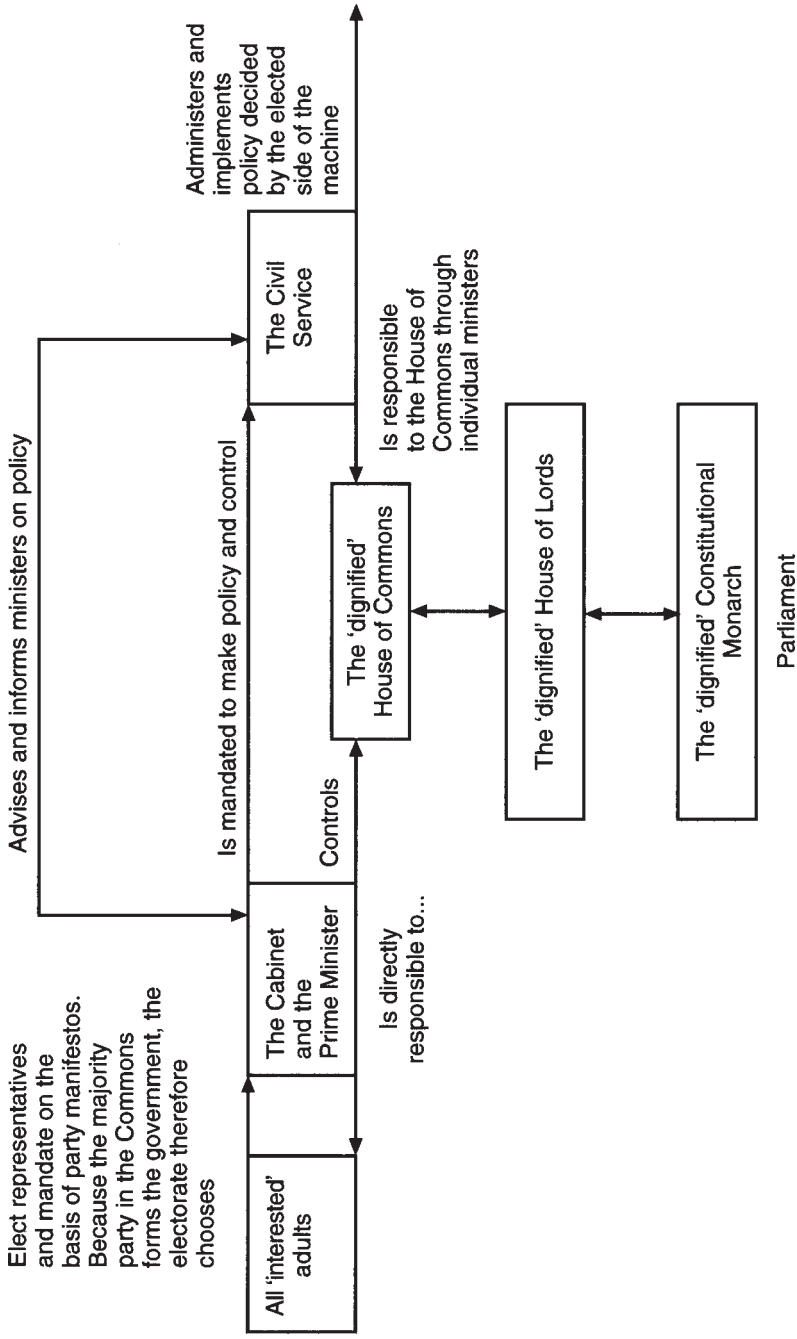 Advises and informs ministers on policy
Elect representatives
and mandate on the
basis of party manifestos.
Because the majority
party in the Commons
forms the government, the
electorate therefore
chooses
Is mandated to make policy and control
Administers and
implements
policy decided
by the elected
side of the
machine
All ‘interested’
adults
The Cabinet
and the
Prime Minister
Controls
The Civil
Service
Is directly
responsible to...
The ‘dignified’
House of Commons
Is responsible
to the House of
Commons through
individual ministers
The ‘dignified’ House of Lords
The ‘dignified’ Constitutional
Monarch
Parliament